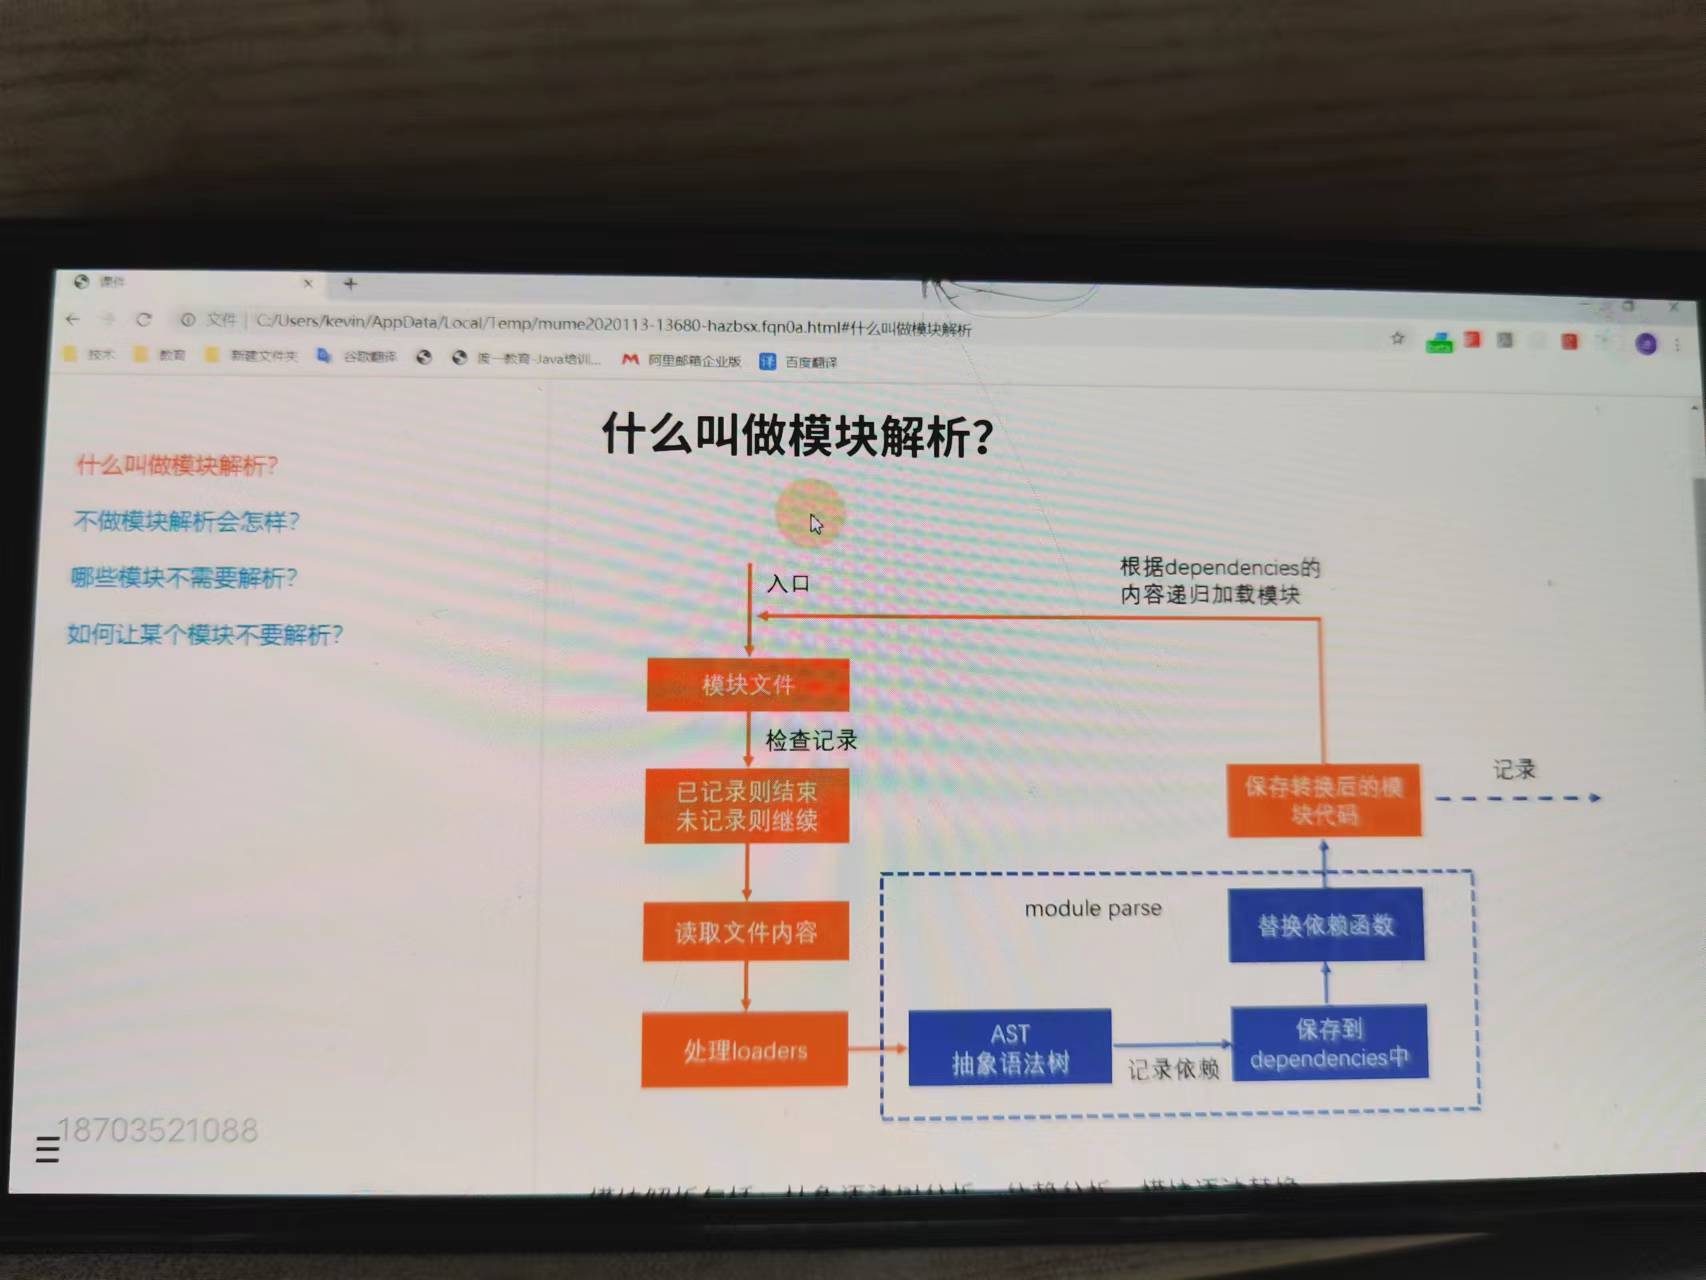 课件
文件 C:/Users/kevin/AppData/Local/Temp/mume2020113-13680-hazbsx.fqn0a.html#什么叫做模块解析
技术 教育 新建文件夹 谷歌翻译 渡一教育-Java培训... 阿里邮箱企业版 译 百度翻译
什么叫做模块解析?
什么叫做模块解析?
不做模块解析会怎样?
哪些模块不需要解析?
如何让某个模块不要解析?
入口
根据dependencies的
内容递归加载模块
模块文件
检查记录
已记录则结束
未记录则继续
保存转换后的模
块代码
记录
读取文件内容
module parse
替换依赖函数
处理loaders
AST
抽象语法树
记录依赖
保存到
dependencies中
18703521088